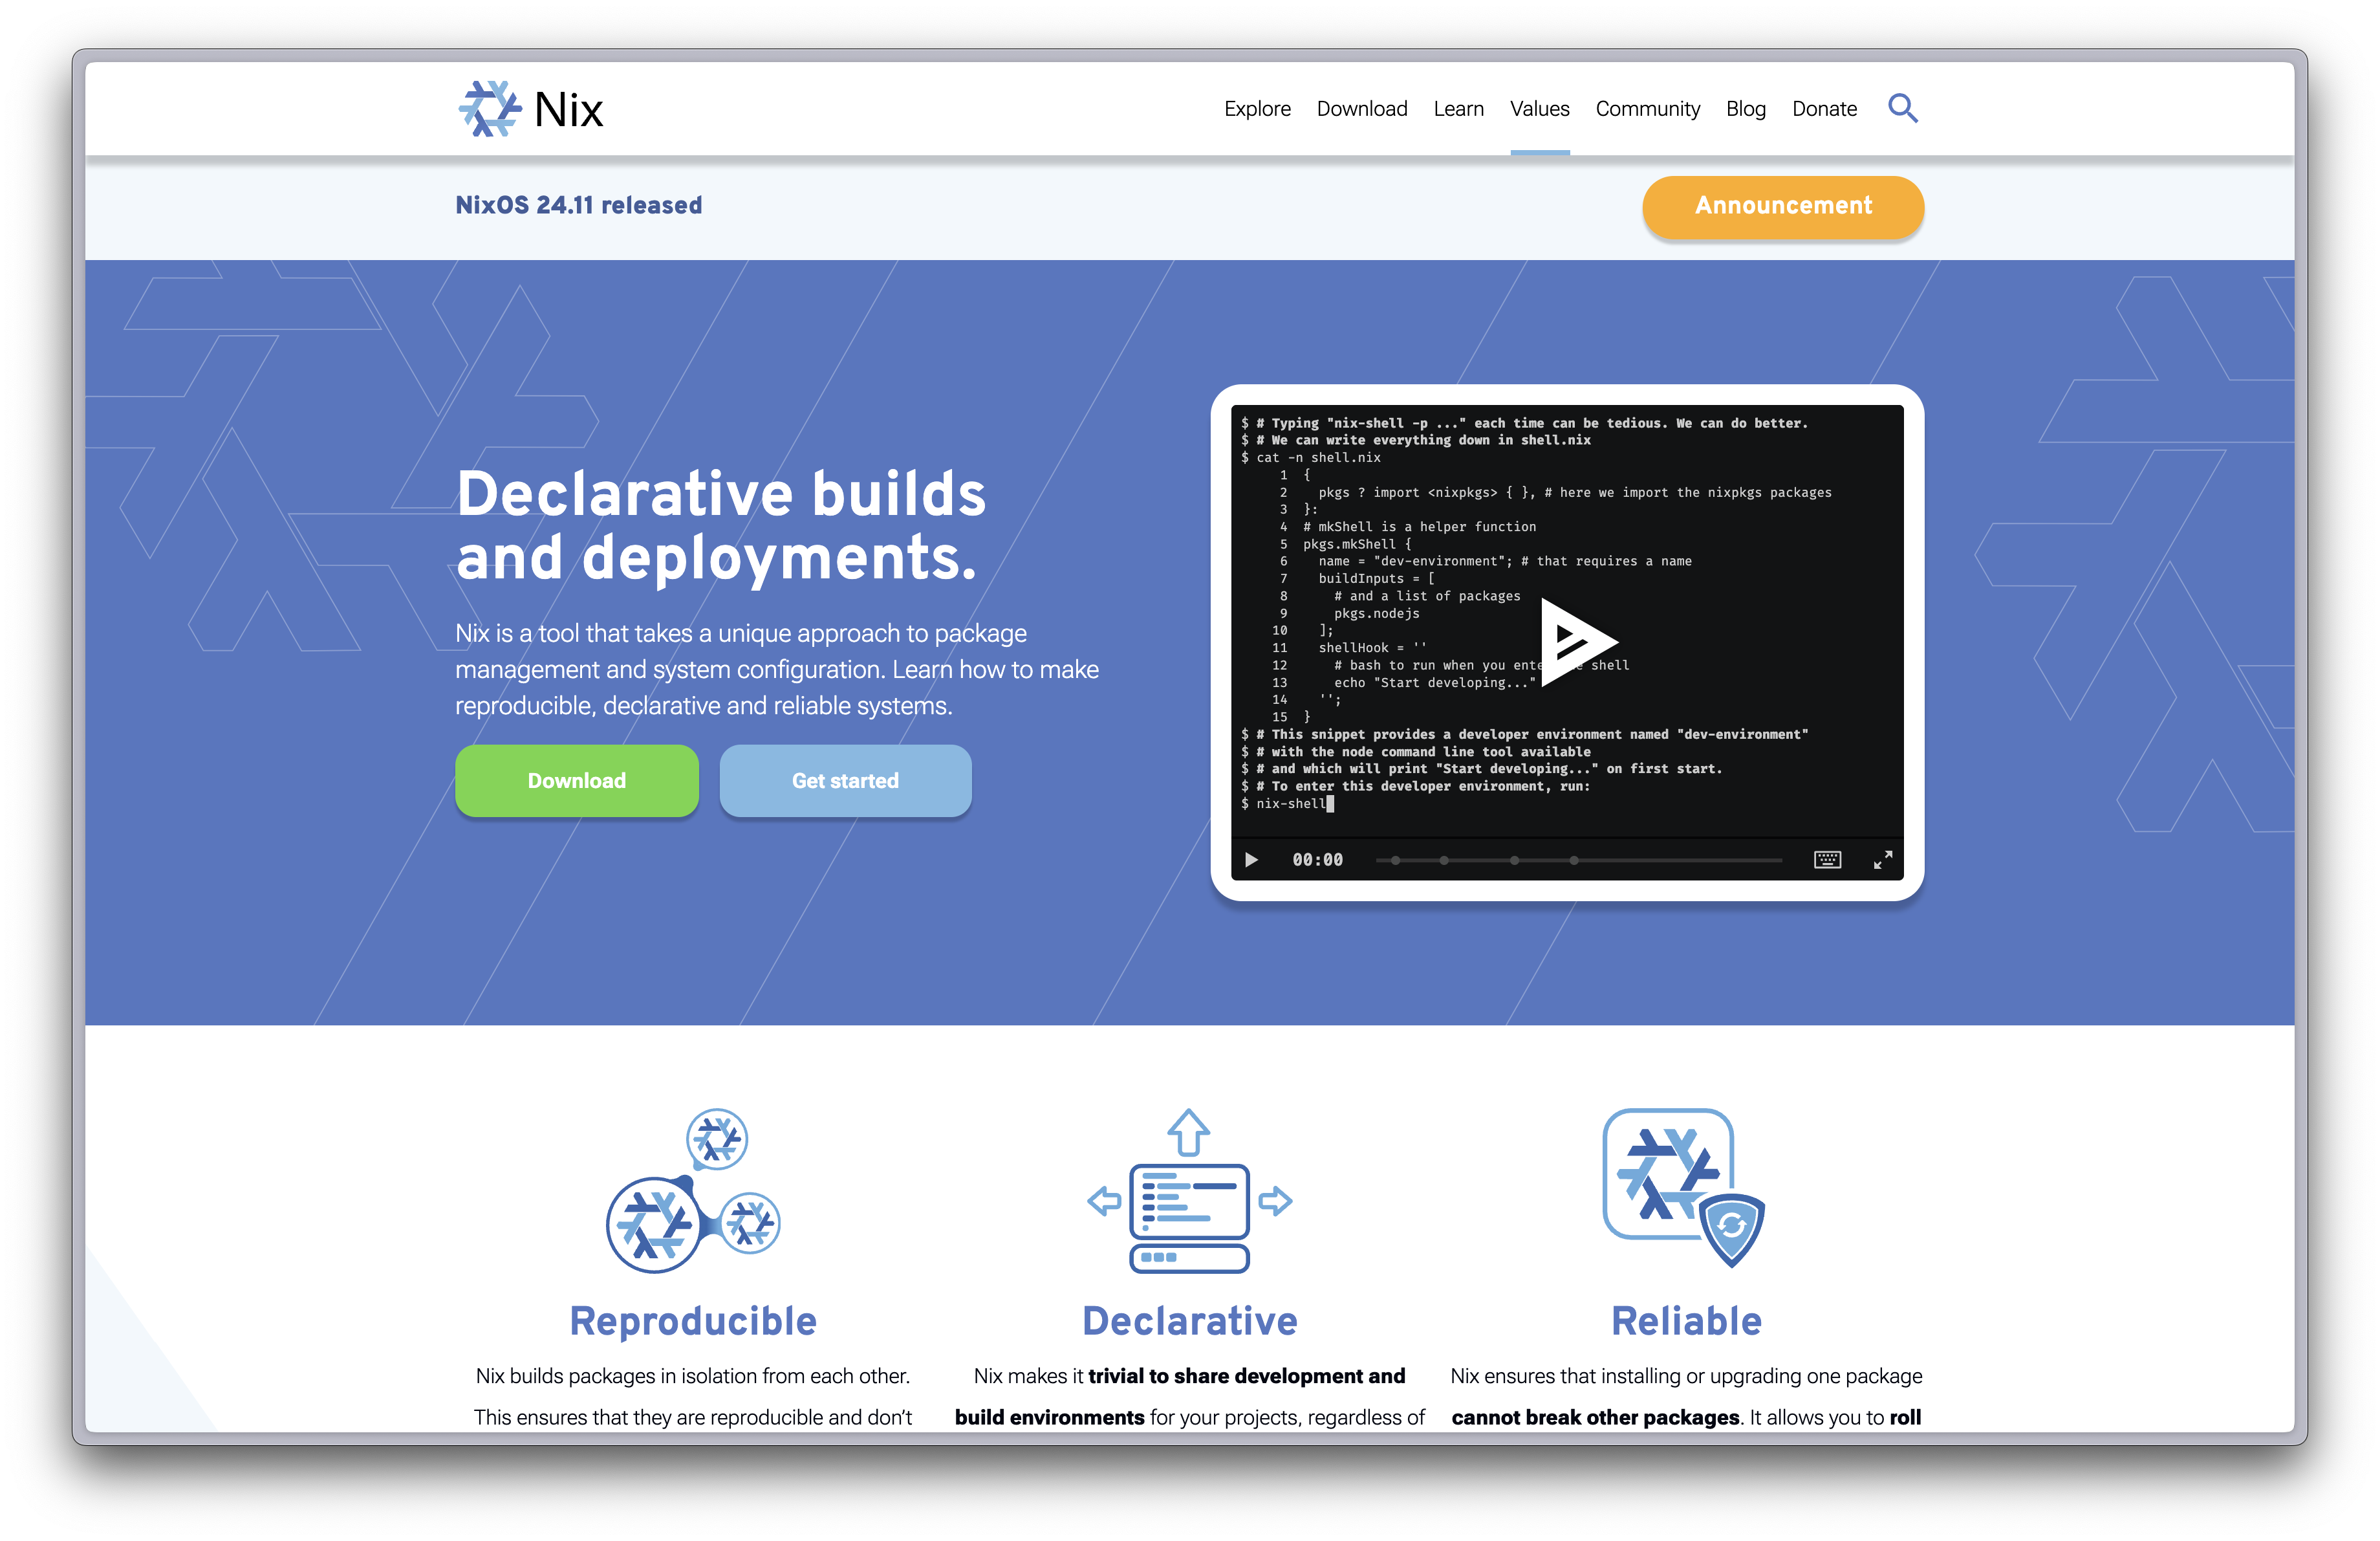 Nix
Explore Download Learn Values Community Blog Donate
NixOS 24.11 released
Announcement
Declarative builds
and deployments.
Nix is a tool that takes a unique approach to package
management and system configuration. Learn how to make
reproducible, declarative and reliable systems.
Download
Get started
$ # Typing "nix-shell -p ..." each time can be tedious. We can do better.
$ # We can write everything down in shell.nix
$ cat -n shell.nix
1 {
2   pkgs ? import <nixpkgs> { }, # here we import the nixpkgs packages
3 }:
4 # mkShell is a helper function
5 pkgs.mkShell {
6   name = "dev-environment"; # that requires a name
7   buildInputs = [
8     # and a list of packages
9     pkgs.nodejs
10   ];
11   shellHook = ''
12     # bash to run when you shell
13     echo "Start developing..."
14   '';
15 }
$ # This snippet provides a developer environment named "dev-environment"
$ # with the node command line tool available
$ # and which will print "Start developing..." on first start.
$ # To enter this developer environment, run:
$ nix-shell
00:00
Reproducible
Nix builds packages in isolation from each other.
This ensures that they are reproducible and don’t
Declarative
Nix makes it trivial to share development and
build environments for your projects, regardless of
Reliable
Nix ensures that installing or upgrading one package
cannot break other packages. It allows you to roll